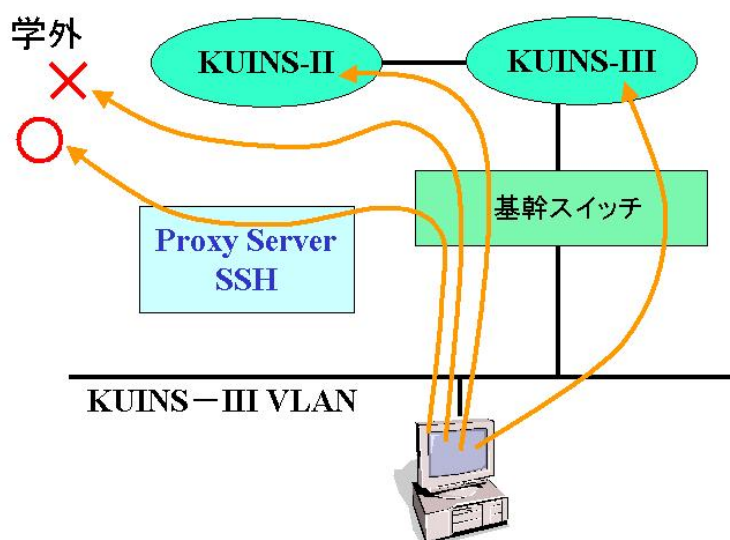 学外
KUINS-II
KUINS-III
基幹スイッチ
Proxy Server
SSH
KUINS－III VLAN